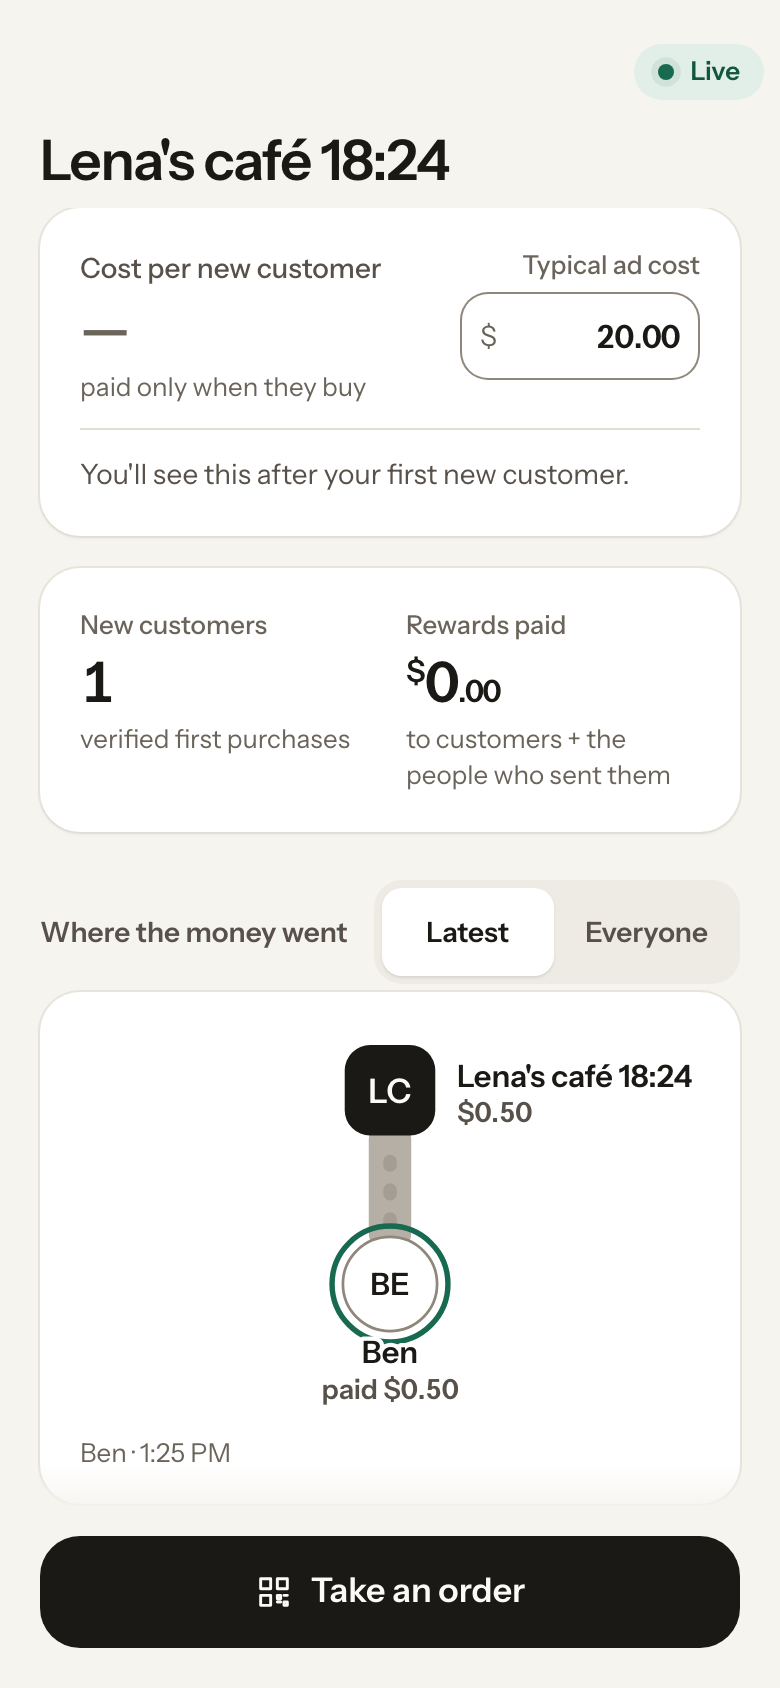 Live
Lena's café 18:24
Cost per new customer
Typical ad cost
—
$ 20.00
paid only when they buy
You'll see this after your first new customer.
New customers
Rewards paid
1
$0.00
verified first purchases
to customers + the
people who sent them
Where the money went
Latest
Everyone
LC
Lena's café 18:24
$0.50
BE
Ben
paid $0.50
Ben · 1:25 PM
Take an order